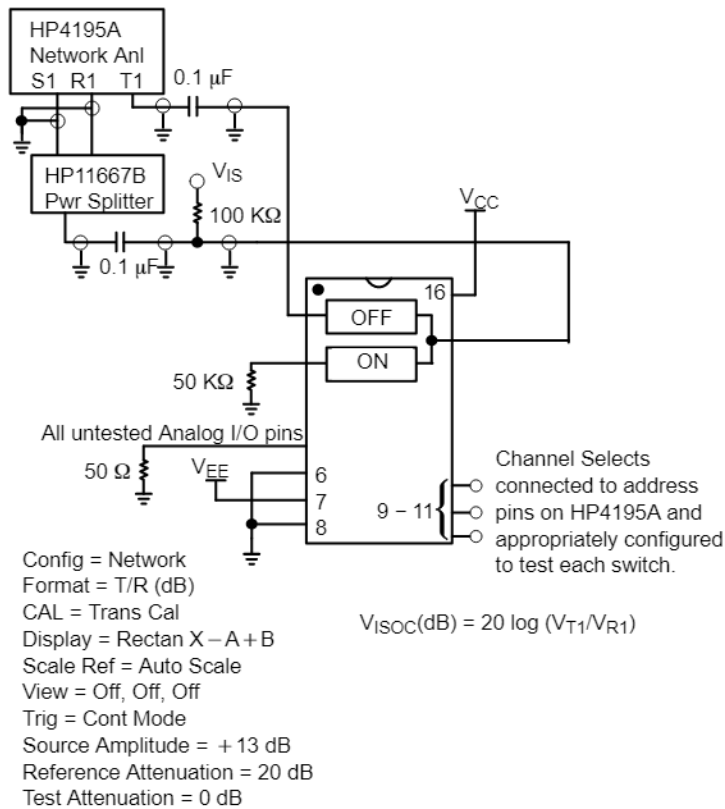 HP4195A
Network Anl
S1 R1 T1
0.1 μF
HP11667B
Pwr Splitter
VIS
100 KΩ
VCC
0.1 μF
16
OFF
ON
50 KΩ
All untested Analog I/O pins
50 Ω
VEE
6
7
8
9 – 11
Channel Selects
connected to address
pins on HP4195A and
appropriately configured
to test each switch.
Config = Network
Format = T/R (dB)
CAL = Trans Cal
Display = Rectan X – A + B
Scale Ref = Auto Scale
View = Off, Off, Off
Trig = Cont Mode
Source Amplitude = + 13 dB
Reference Attenuation = 20 dB
Test Attenuation = 0 dB
VISOC(dB) = 20 log (VT1/VR1)